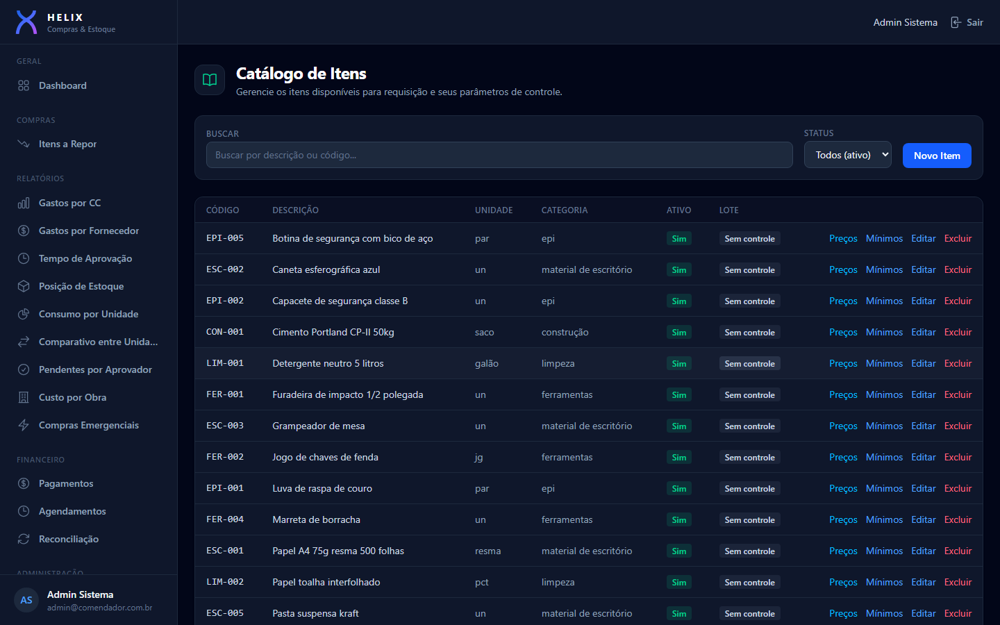 HELIX
Compras & Estoque
Admin Sistema
Sair
GERAL
Dashboard
COMPRAS
Itens a Repor
RELATÓRIOS
Gastos por CC
Gastos por Fornecedor
Tempo de Aprovação
Posição de Estoque
Consumo por Unidade
Comparativo entre Unida...
Pendentes por Aprovador
Custo por Obra
Compras Emergenciais
FINANCEIRO
Pagamentos
Agendamentos
Reconciliação
ADMINISTRAÇÃO
AS
Admin Sistema
admin@comendador.com.br
Catálogo de Itens
Gerencie os itens disponíveis para requisição e seus parâmetros de controle.
BUSCAR
Buscar por descrição ou código...
STATUS
Todos (ativo)
Novo Item
CÓDIGO DESCRIÇÃO UNIDADE CATEGORIA ATIVO LOTE
EPI-005 Botina de segurança com bico de aço par epi Sim Sem controle Preços Mínimos Editar Excluir
ESC-002 Caneta esferográfica azul un material de escritório Sim Sem controle Preços Mínimos Editar Excluir
EPI-002 Capacete de segurança classe B un epi Sim Sem controle Preços Mínimos Editar Excluir
CON-001 Cimento Portland CP-II 50kg saco construção Sim Sem controle Preços Mínimos Editar Excluir
LIM-001 Detergente neutro 5 litros galão limpeza Sim Sem controle Preços Mínimos Editar Excluir
FER-001 Furadeira de impacto 1/2 polegada un ferramentas Sim Sem controle Preços Mínimos Editar Excluir
ESC-003 Grampeador de mesa un material de escritório Sim Sem controle Preços Mínimos Editar Excluir
FER-002 Jogo de chaves de fenda jg ferramentas Sim Sem controle Preços Mínimos Editar Excluir
EPI-001 Luva de raspa de couro par epi Sim Sem controle Preços Mínimos Editar Excluir
FER-004 Marreta de borracha un ferramentas Sim Sem controle Preços Mínimos Editar Excluir
ESC-001 Papel A4 75g resma 500 folhas resma material de escritório Sim Sem controle Preços Mínimos Editar Excluir
LIM-002 Papel toalha interfolhado pct limpeza Sim Sem controle Preços Mínimos Editar Excluir
ESC-005 Pasta suspensa kraft un material de escritório Sim Sem controle Preços Mínimos Editar Excluir